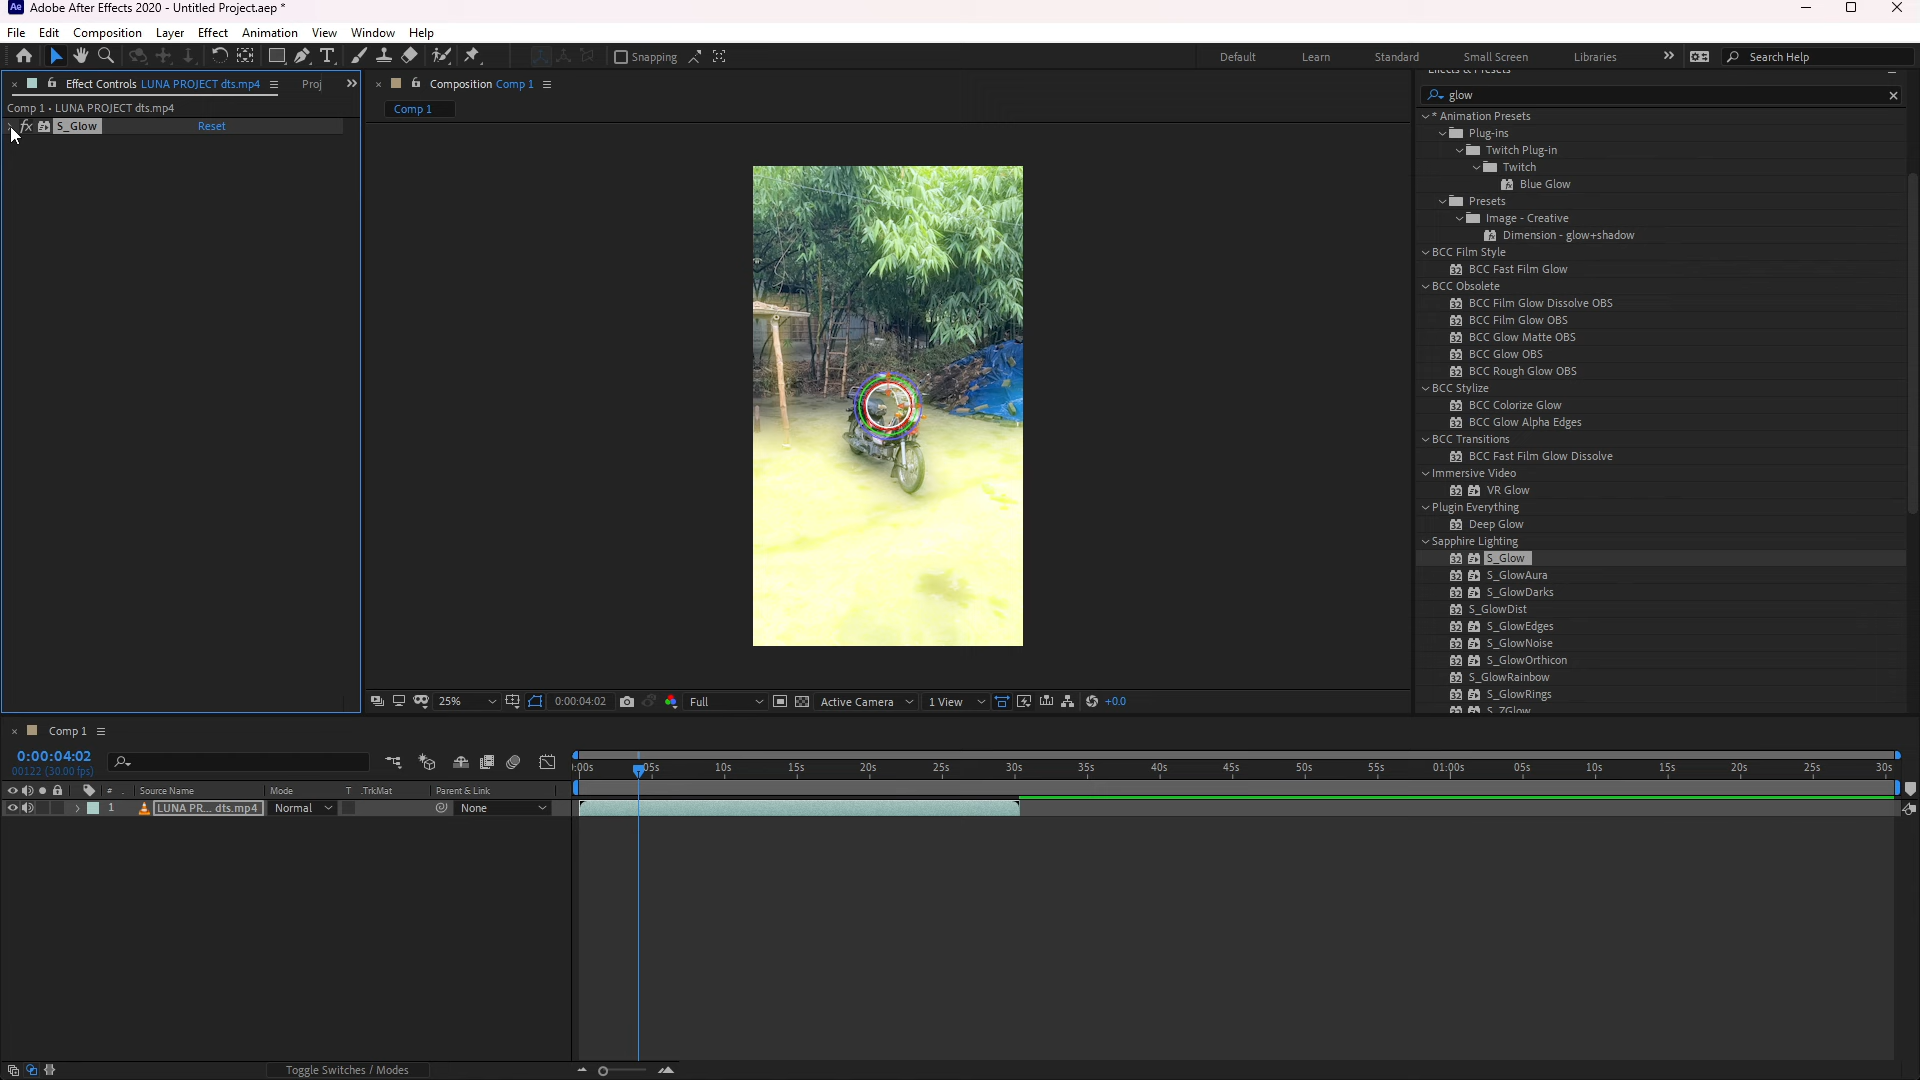 Adobe After Effects 2020 - Untitled Project.aep *
File Edit Composition Layer Effect Animation View Window Help
Snapping Default Learn Standard Small Screen Libraries Search Help
Effect Controls LUNA PROJECT dts.mp4 Proj
Comp 1 • LUNA PROJECT dts.mp4
fx S_Glow Reset
Composition Comp 1
Comp 1
Effects & Presets
glow
* Animation Presets
Plug-ins
Twitch Plug-in
Twitch
Blue Glow
Presets
Image - Creative
Dimension - glow+shadow
BCC Film Style
BCC Fast Film Glow
BCC Obsolete
BCC Film Glow Dissolve OBS
BCC Film Glow OBS
BCC Glow Matte OBS
BCC Glow OBS
BCC Rough Glow OBS
BCC Stylize
BCC Colorize Glow
BCC Glow Alpha Edges
BCC Transitions
BCC Fast Film Glow Dissolve
Immersive Video
VR Glow
Plugin Everything
Deep Glow
Sapphire Lighting
S_Glow
S_GlowAura
S_GlowDarks
S_GlowDist
S_GlowEdges
S_GlowNoise
S_GlowOrthicon
S_GlowRainbow
S_GlowRings
S_ZGlow
25% 0:00:04:02 Full Active Camera 1 View +0.0
Comp 1
0:00:04:02
00122 (30.00 fps)
:00s 05s 10s 15s 20s 25s 30s 35s 40s 45s 50s 55s 01:00s 05s 10s 15s 20s 25s 30s
# Source Name Mode T .TrkMat Parent & Link
1 LUNA PR... dts.mp4 Normal None
Toggle Switches / Modes